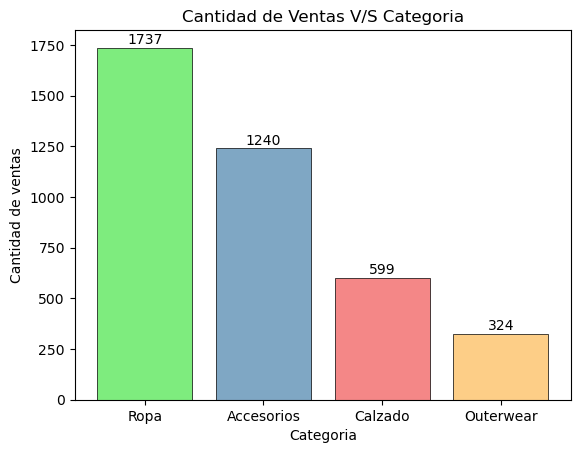 Cantidad de Ventas V/S Categoria
Cantidad de ventas
1750
1500
1250
1000
750
500
250
0
1737
1240
599
324
Ropa
Accesorios
Calzado
Outerwear
Categoria